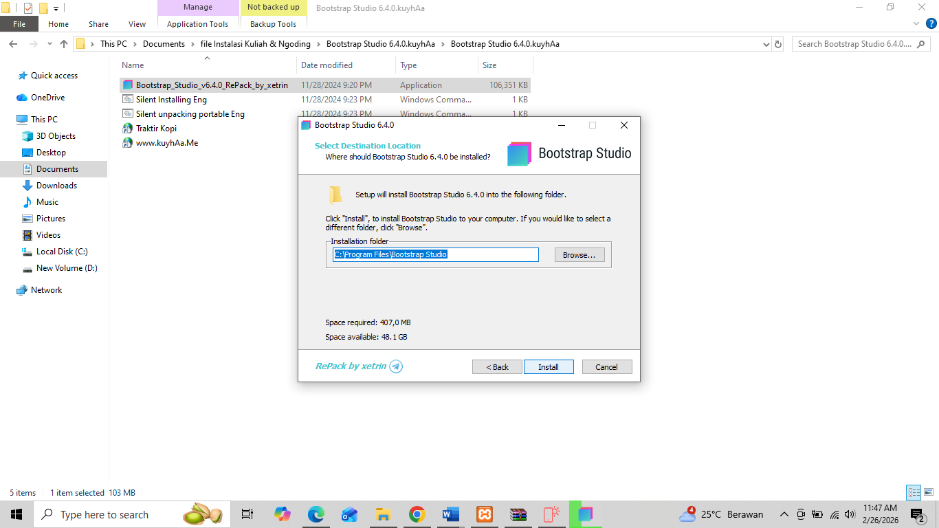 Manage
Not backed up
Bootstrap Studio 6.4.0.kuyhAa
File
Home
Share
View
Application Tools
Backup Tools
This PC > Documents > file Instalasi Kuliah & Ngoding > Bootstrap Studio 6.4.0.kuyhAa > Bootstrap Studio 6.4.0.kuyhAa
Search Bootstrap Studio 6.4.0....
Quick access
OneDrive
This PC
3D Objects
Desktop
Documents
Downloads
Music
Pictures
Videos
Local Disk (C:)
New Volume (D:)
Network
Name Date modified Type Size
Bootstrap_Studio_v6.4.0_RePack_by_xetrin 11/28/2024 9:20 PM Application 106,351 KB
Silent Installing Eng 11/28/2024 9:23 PM Windows Comma... 1 KB
Silent unpacking portable Eng 11/28/2024 9:23 PM Windows Comma... 1 KB
Traktir Kopi
www.kuyhAa.Me
Bootstrap Studio 6.4.0
Select Destination Location
Where should Bootstrap Studio 6.4.0 be installed?
Bootstrap Studio
Setup will install Bootstrap Studio 6.4.0 into the following folder.
Click "Install", to install Bootstrap Studio to your computer. If you would like to select a
different folder, click "Browse".
Installation folder
C:\Program Files\Bootstrap Studio
Browse...
Space required: 407,0 MB
Space available: 48.1 GB
RePack by xetrin
< Back
Install
Cancel
5 items 1 item selected 103 MB
Type here to search
4
25°C Berawan
11:47 AM
2/26/2026
2